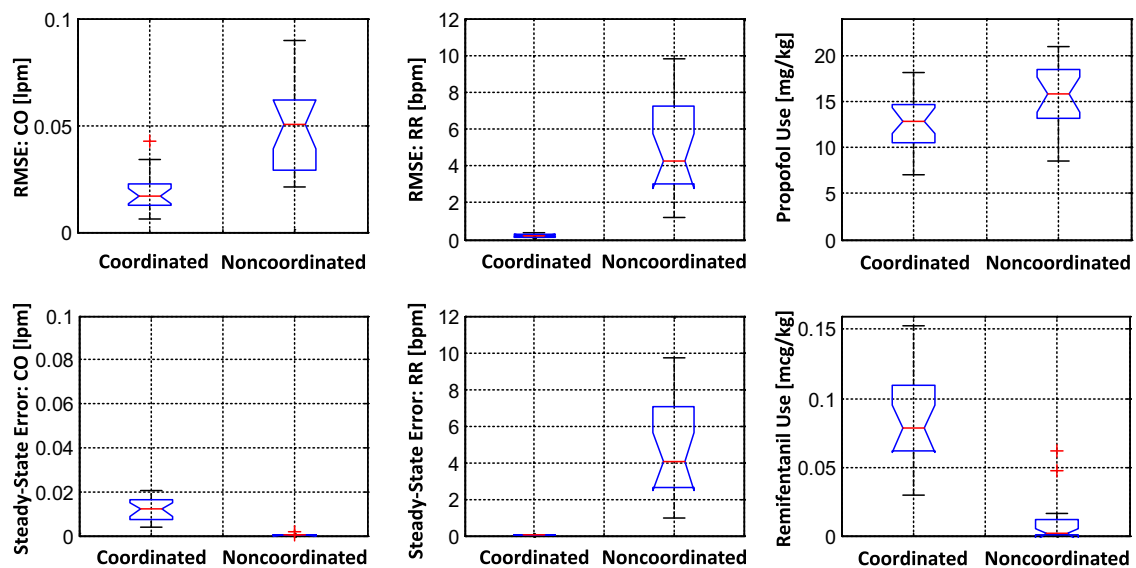 RMSE: CO [lpm]
0.1
0.05
0
Coordinated Noncoordinated
RMSE: RR [bpm]
12
10
8
6
4
2
0
Coordinated Noncoordinated
Propofol Use [mg/kg]
20
15
10
5
0
Coordinated Noncoordinated
Steady-State Error: CO [lpm]
0.1
0.08
0.06
0.04
0.02
0
Coordinated Noncoordinated
Steady-State Error: RR [bpm]
12
10
8
6
4
2
0
Coordinated Noncoordinated
Remifentanil Use [mcg/kg]
0.15
0.1
0.05
0
Coordinated Noncoordinated